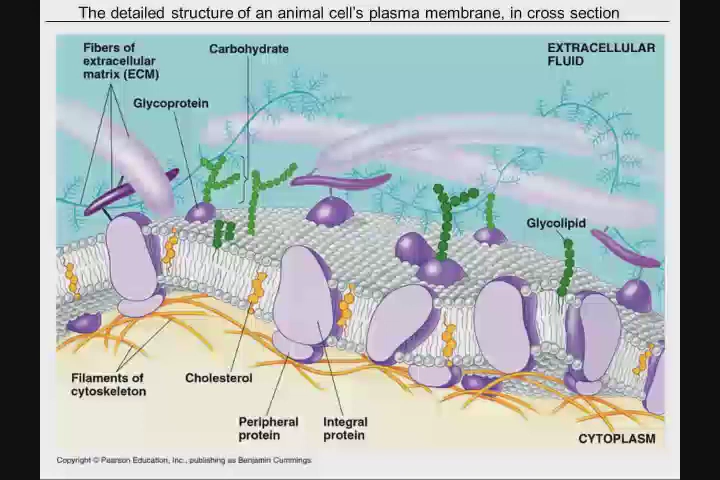 The detailed structure of an animal cell's plasma membrane, in cross section
Fibers of
extracellular
matrix (ECM)
Carbohydrate
EXTRACELLULAR
FLUID
Glycoprotein
Glycolipid
Filaments of
cytoskeleton
Cholesterol
Peripheral
protein
Integral
protein
CYTOPLASM
Copyright © Pearson Education, Inc., publishing as Benjamin Cummings.